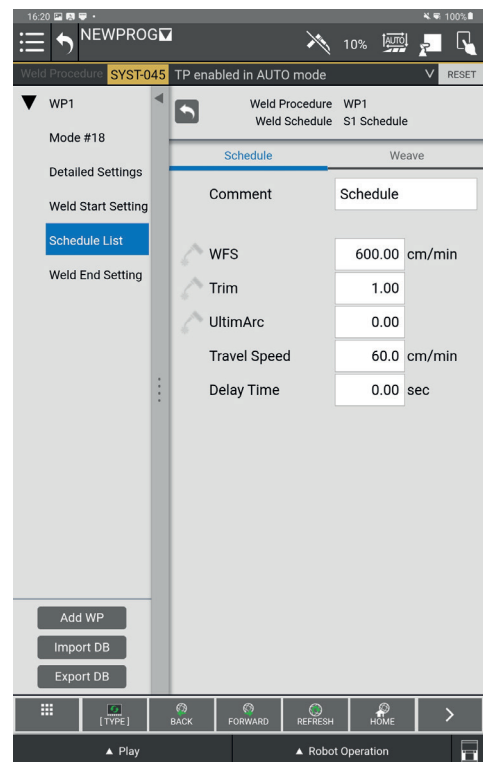 16:20
100%
NEWPROG
10%
AUTO
Weld Procedure SYST-045 TP enabled in AUTO mode
RESET
WP1
Mode #18
Detailed Settings
Weld Start Setting
Schedule List
Weld End Setting
Weld Procedure WP1
Weld Schedule S1 Schedule
Schedule Weave
Comment Schedule
WFS 600.00 cm/min
Trim 1.00
UltimArc 0.00
Travel Speed 60.0 cm/min
Delay Time 0.00 sec
Add WP
Import DB
Export DB
[ TYPE ] BACK FORWARD REFRESH HOME
▲ Play ▲ Robot Operation